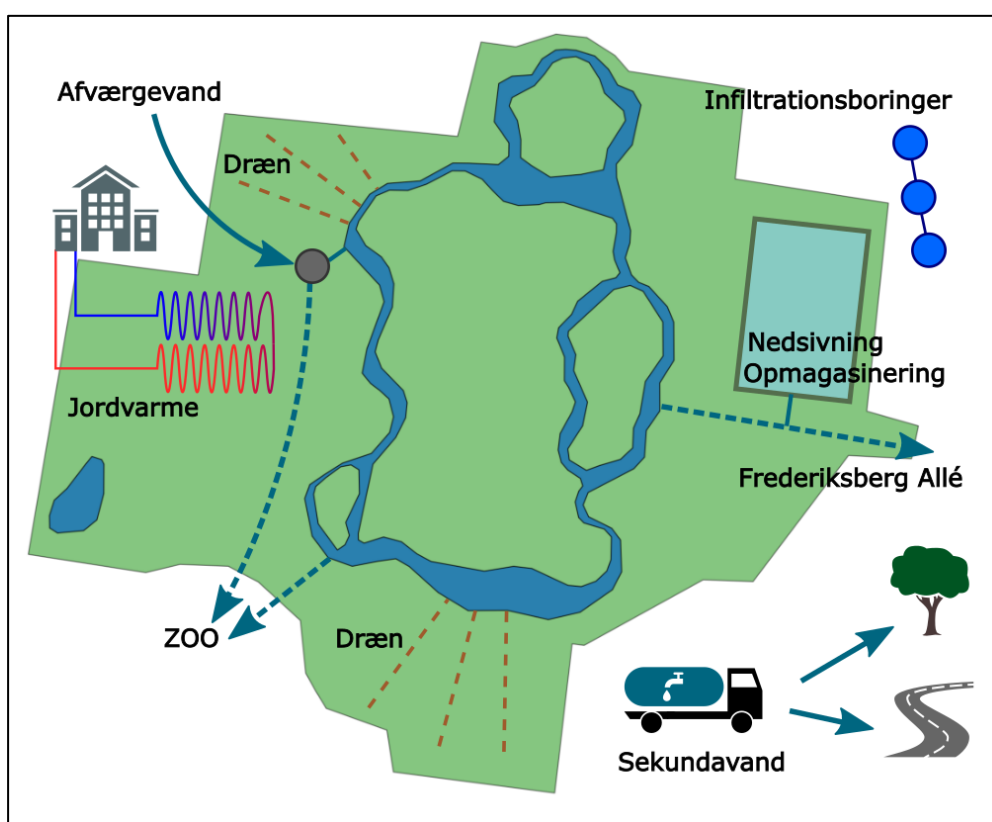 Afværgevand
Infiltrationsboringer
Dræn
Nedsivning
Opmagasinering
Jordvarme
Frederiksberg Allé
ZOO
Dræn
Sekundavand